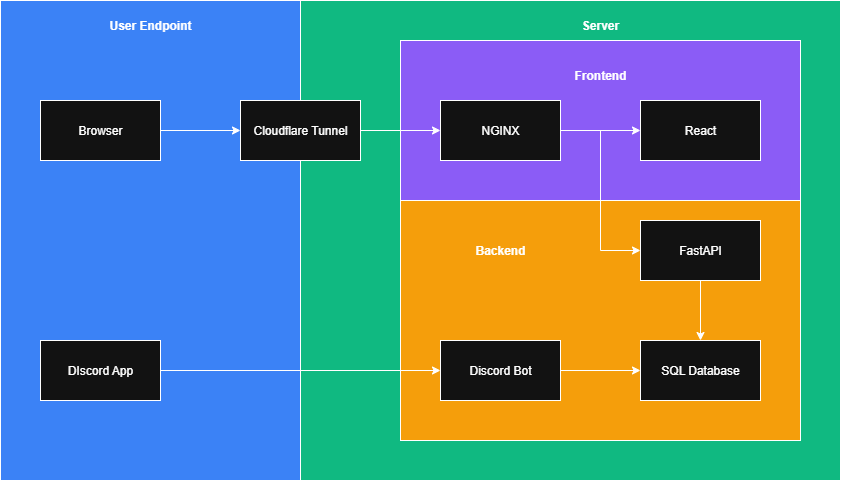 User Endpoint
Server
Frontend
Browser
Cloudflare Tunnel
NGINX
React
Backend
FastAPI
DIscord App
Discord Bot
SQL Database